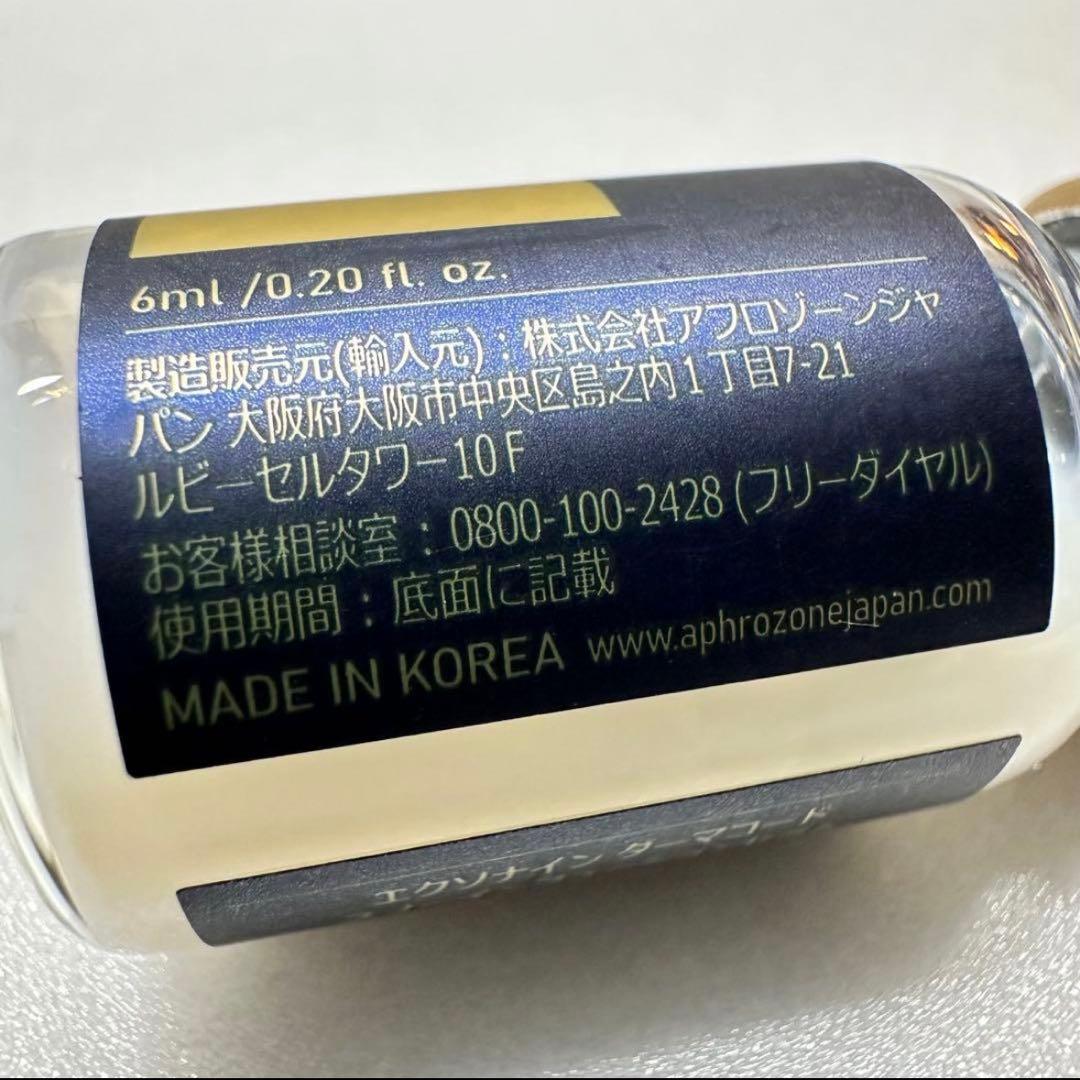 6ml /0.20 fl. oz.
製造販売元(輸入元)：株式会社アフロゾーンジャ
パン 大阪府大阪市中央区島之内1丁目7-21
ルビーセルタワー10F
お客様相談室：0800-100-2428 (フリーダイヤル)
使用期間：底面に記載
MADE IN KOREA www.aphrozonejapan.com
エクソナイン ダーマコード